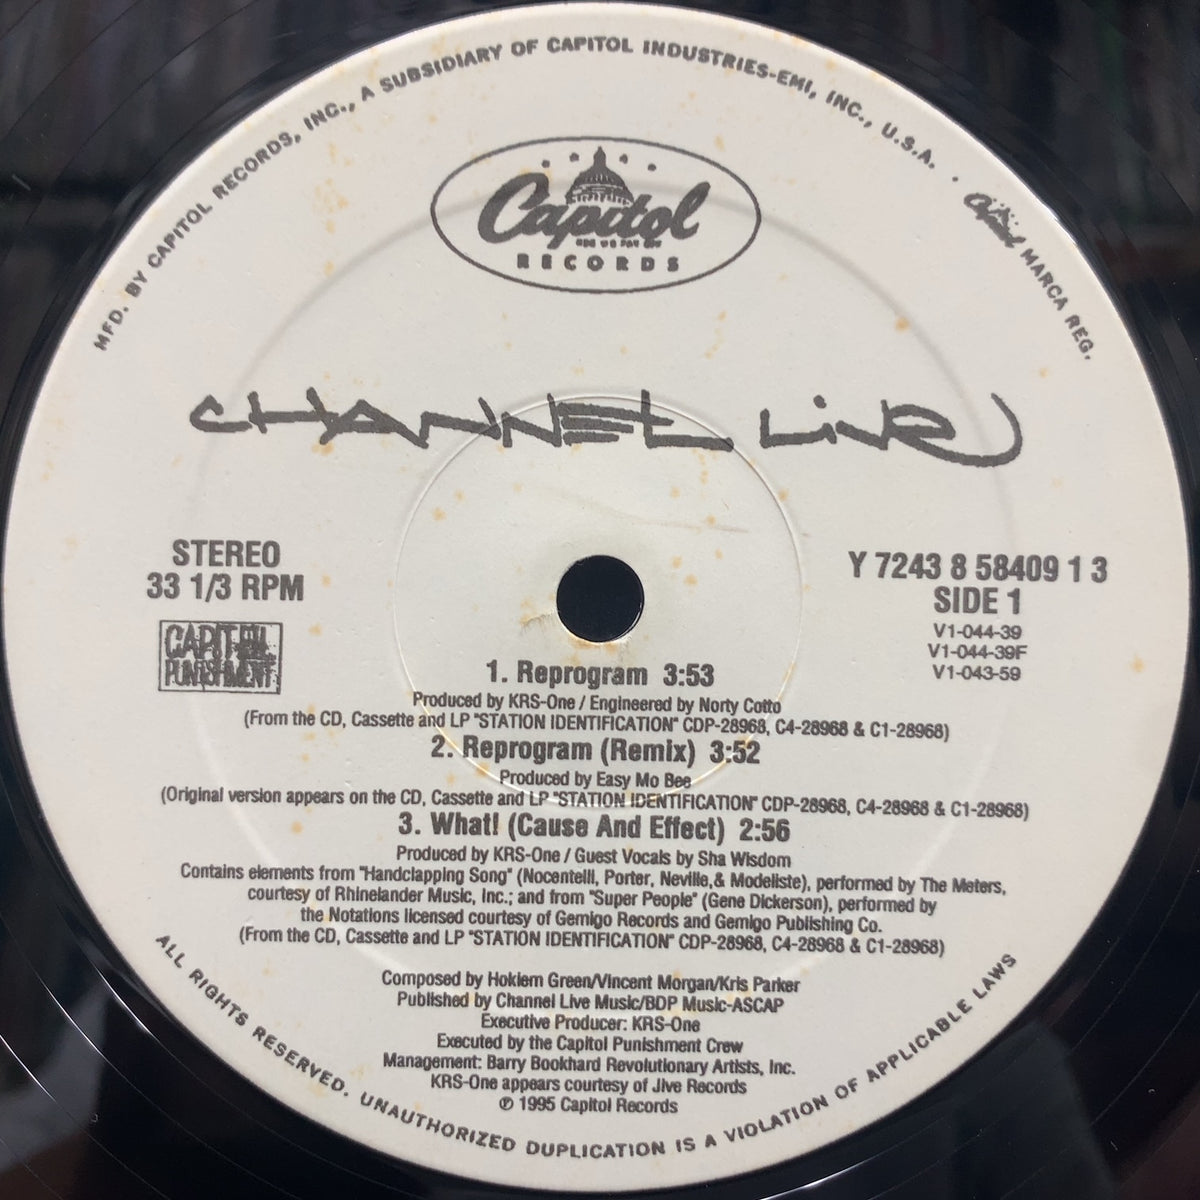 MFD. BY CAPITOL RECORDS, INC., A SUBSIDIARY OF CAPITOL INDUSTRIES-EMI, INC., U.S.A. · Capitol MARCA REG.
Capitol
RECORDS
CHANNEL LIVE
STEREO
33 1/3 RPM
CAPITAL
PUNISHMENT
Y 7243 8 58409 1 3
SIDE 1
V1-044-39
V1-044-39F
V1-043-59
1. Reprogram 3:53
Produced by KRS-One / Engineered by Norty Cotto
(From the CD, Cassette and LP "STATION IDENTIFICATION" CDP-28968, C4-28968 & C1-28968)
2. Reprogram (Remix) 3:52
Produced by Easy Mo Bee
(Original version appears on the CD, Cassette and LP "STATION IDENTIFICATION" CDP-28968, C4-28968 & C1-28968)
3. What! (Cause And Effect) 2:56
Produced by KRS-One / Guest Vocals by Sha Wisdom
Contains elements from "Handclapping Song" (Nocentelli, Porter, Neville,& Modeliste), performed by The Meters,
courtesy of Rhinelander Music, Inc.; and from "Super People" (Gene Dickerson), performed by
the Notations licensed courtesy of Gemigo Records and Gemigo Publishing Co.
(From the CD, Cassette and LP "STATION IDENTIFICATION" CDP-28968, C4-28968 & C1-28968)
Composed by Hokiem Green/Vincent Morgan/Kris Parker
Published by Channel Live Music/BDP Music-ASCAP
Executive Producer: KRS-One
Executed by the Capitol Punishment Crew
Management: Barry Bookhard Revolutionary Artists, Inc.
KRS-One appears courtesy of Jive Records
℗ 1995 Capitol Records
ALL RIGHTS RESERVED. UNAUTHORIZED DUPLICATION IS A VIOLATION OF APPLICABLE LAWS